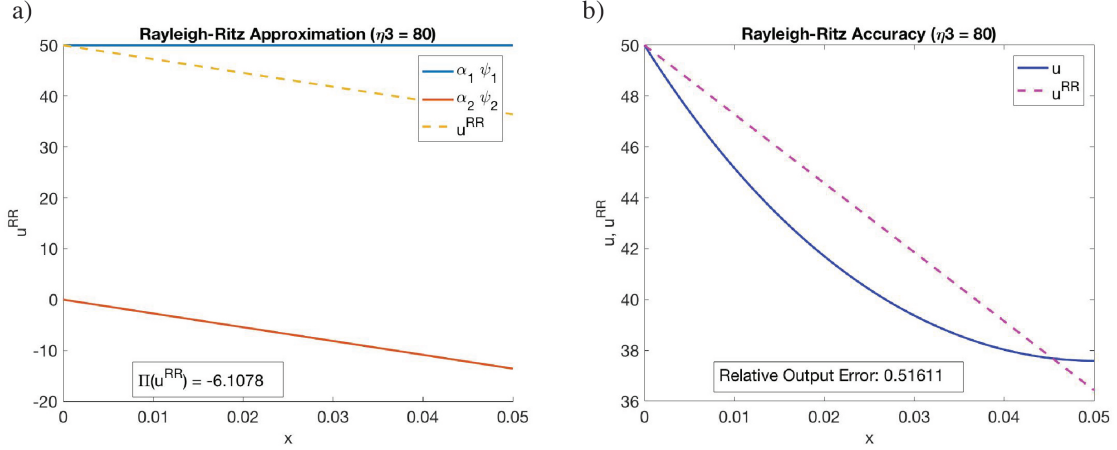 a)
Rayleigh-Ritz Approximation (η3 = 80)
50
40
30
20
10
0
-10
-20
u^RR
α₁ ψ₁
α₂ ψ₂
u^RR
Π(u^RR) = -6.1078
0
0.01
0.02
0.03
0.04
0.05
x
b)
Rayleigh-Ritz Accuracy (η3 = 80)
50
48
46
44
42
40
38
36
u, u^RR
u
u^RR
Relative Output Error: 0.51611
0
0.01
0.02
0.03
0.04
0.05
x